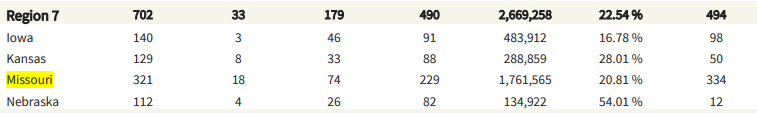 Region 7 702 33 179 490 2,669,258 22.54 % 494
Iowa 140 3 46 91 483,912 16.78 % 98
Kansas 129 8 33 88 288,859 28.01 % 50
Missouri 321 18 74 229 1,761,565 20.81 % 334
Nebraska 112 4 26 82 134,922 54.01 % 12